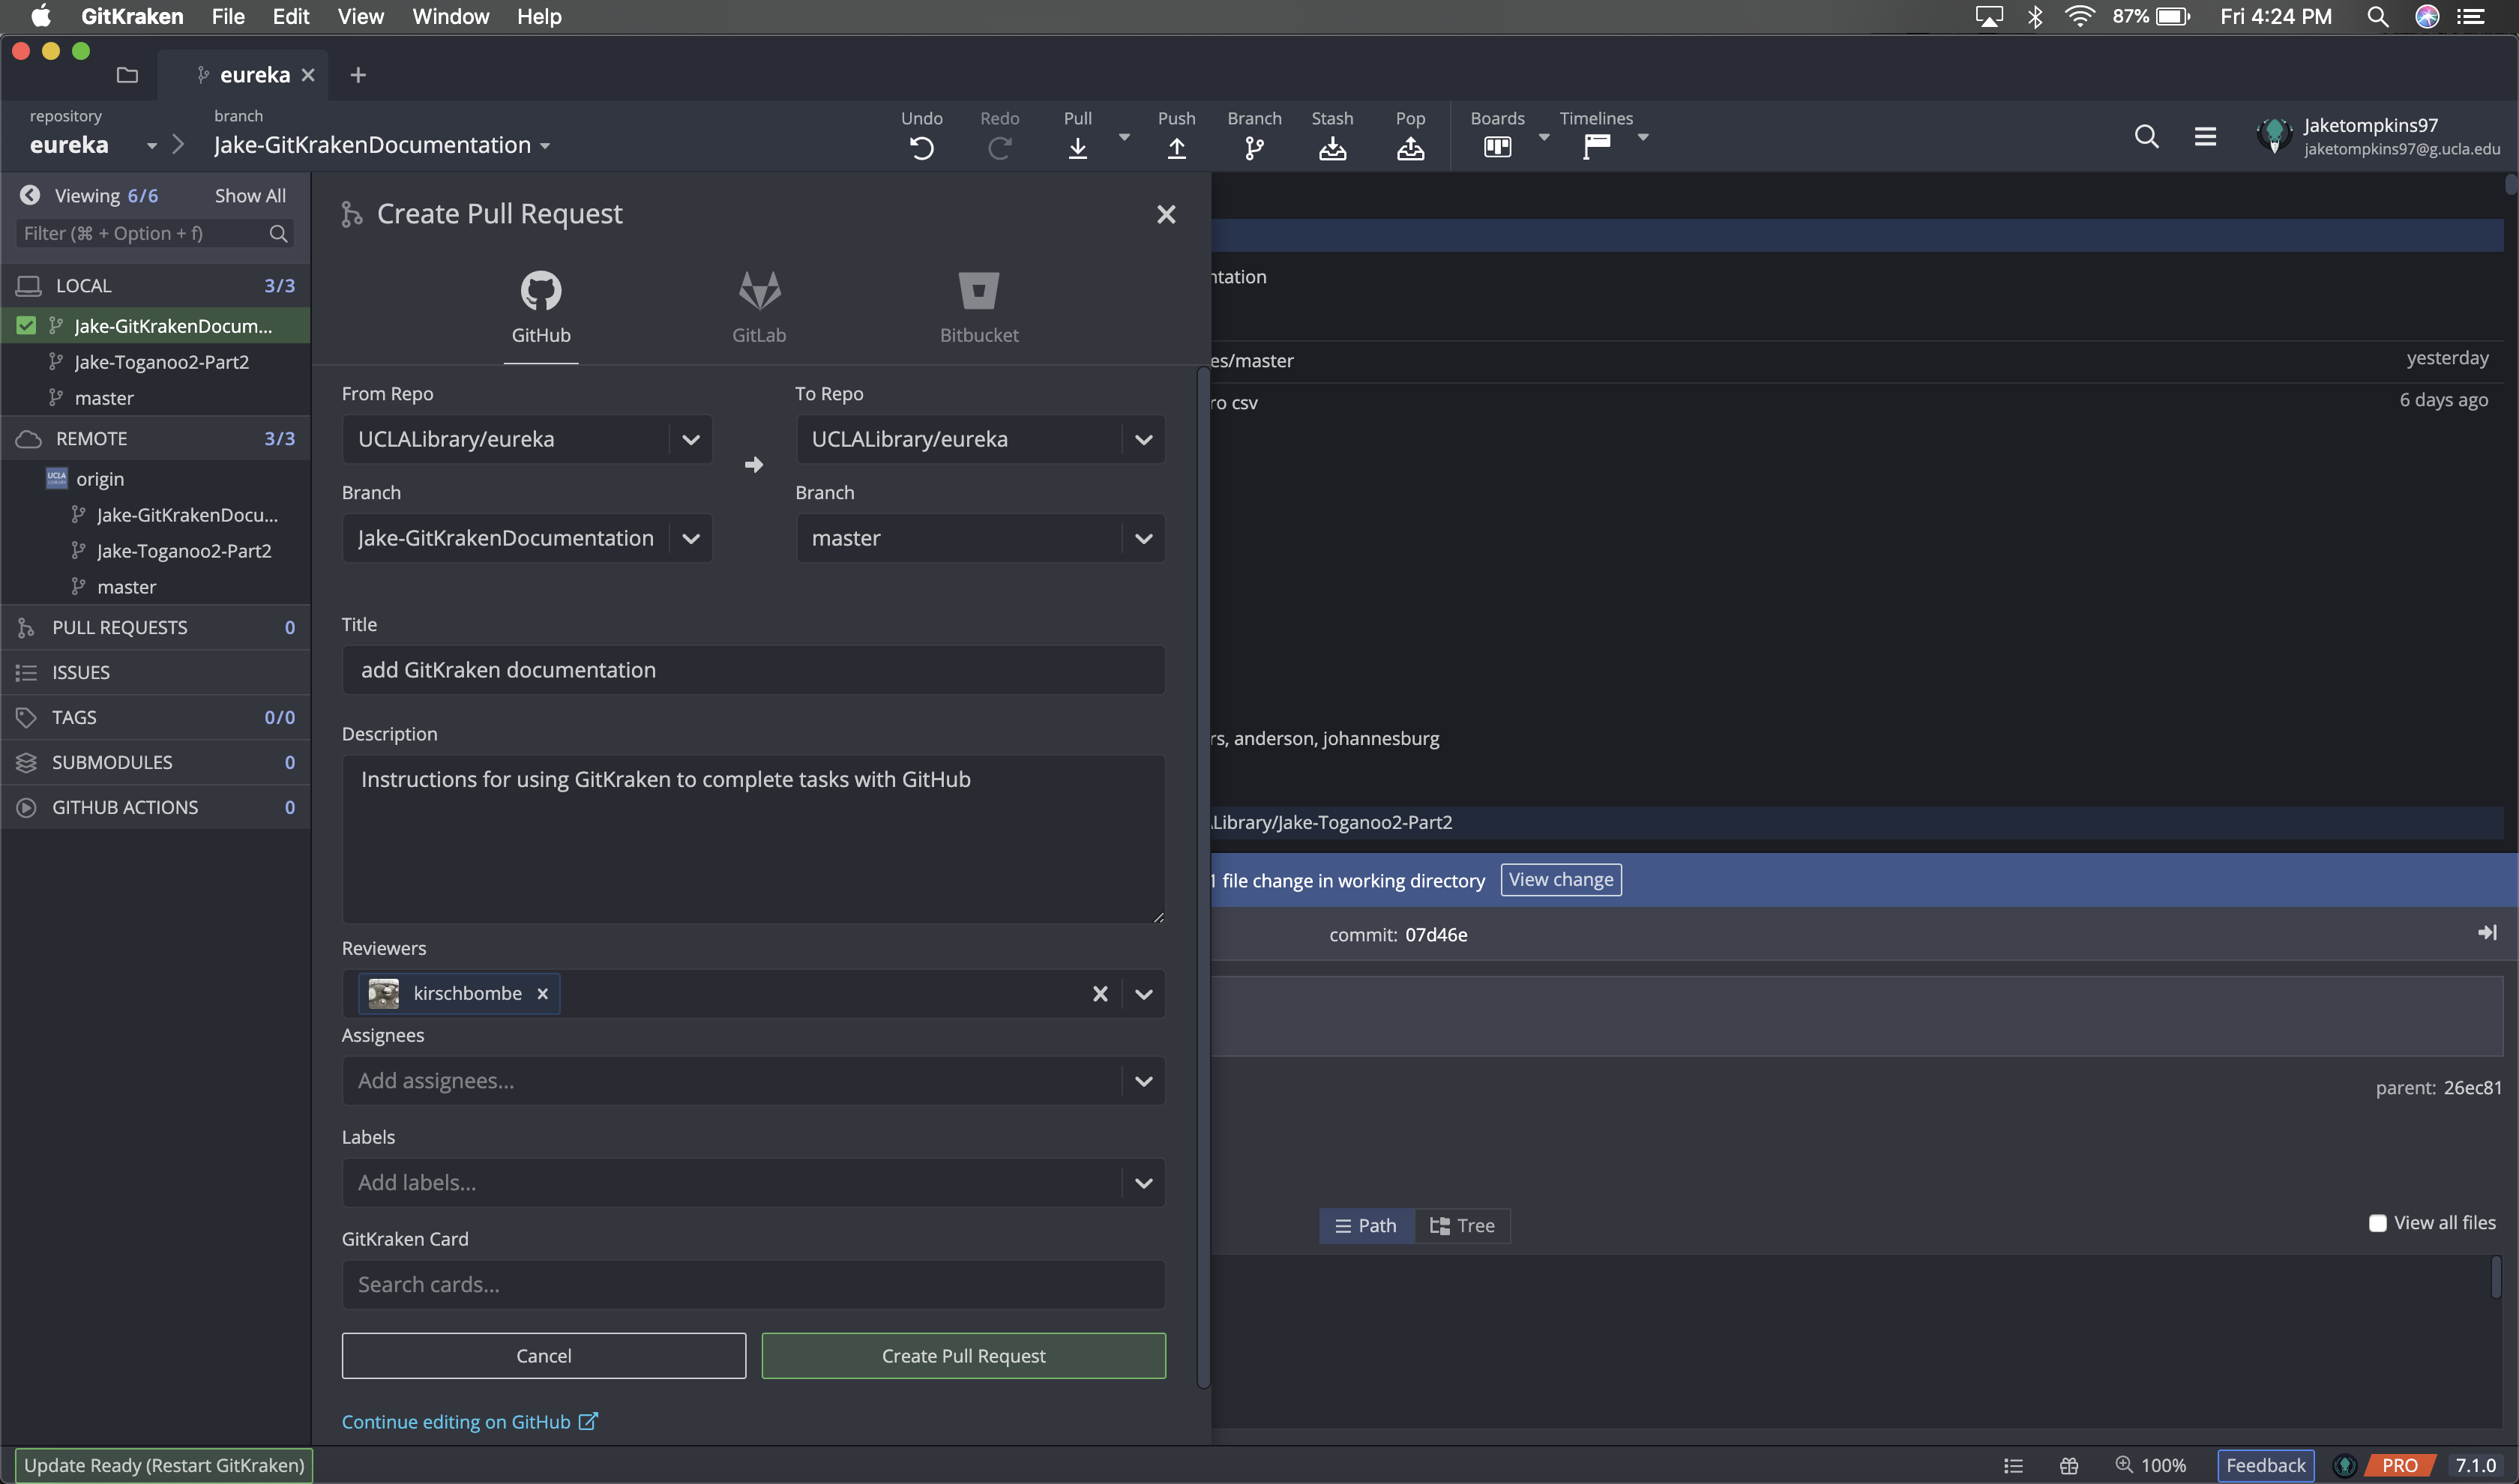 GitKraken File Edit View Window Help 87% Fri 4:24 PM
eureka
repository
eureka
branch
Jake-GitKrakenDocumentation
Undo Redo Pull Push Branch Stash Pop Boards Timelines
Jaketompkins97
jaketompkins97@g.ucla.edu
Viewing 6/6 Show All
Filter (⌘ + Option + f)
LOCAL 3/3
Jake-GitKrakenDocum...
Jake-Toganoo2-Part2
master
REMOTE 3/3
UCLA
origin
Jake-GitKrakenDocu...
Jake-Toganoo2-Part2
master
PULL REQUESTS 0
ISSUES
TAGS 0/0
SUBMODULES 0
GITHUB ACTIONS 0
Create Pull Request
GitHub GitLab Bitbucket
From Repo To Repo
UCLALibrary/eureka UCLALibrary/eureka
Branch Branch
Jake-GitKrakenDocumentation master
Title
add GitKraken documentation
Description
Instructions for using GitKraken to complete tasks with GitHub
Reviewers
kirschbombe
Assignees
Add assignees...
Labels
Add labels...
GitKraken Card
Search cards...
Cancel Create Pull Request
Continue editing on GitHub
ntation
es/master yesterday
ro csv 6 days ago
rs, anderson, johannesburg
Library/Jake-Toganoo2-Part2
1 file change in working directory View change
commit: 07d46e
parent: 26ec81
Path Tree View all files
Update Ready (Restart GitKraken) 100% Feedback PRO 7.1.0